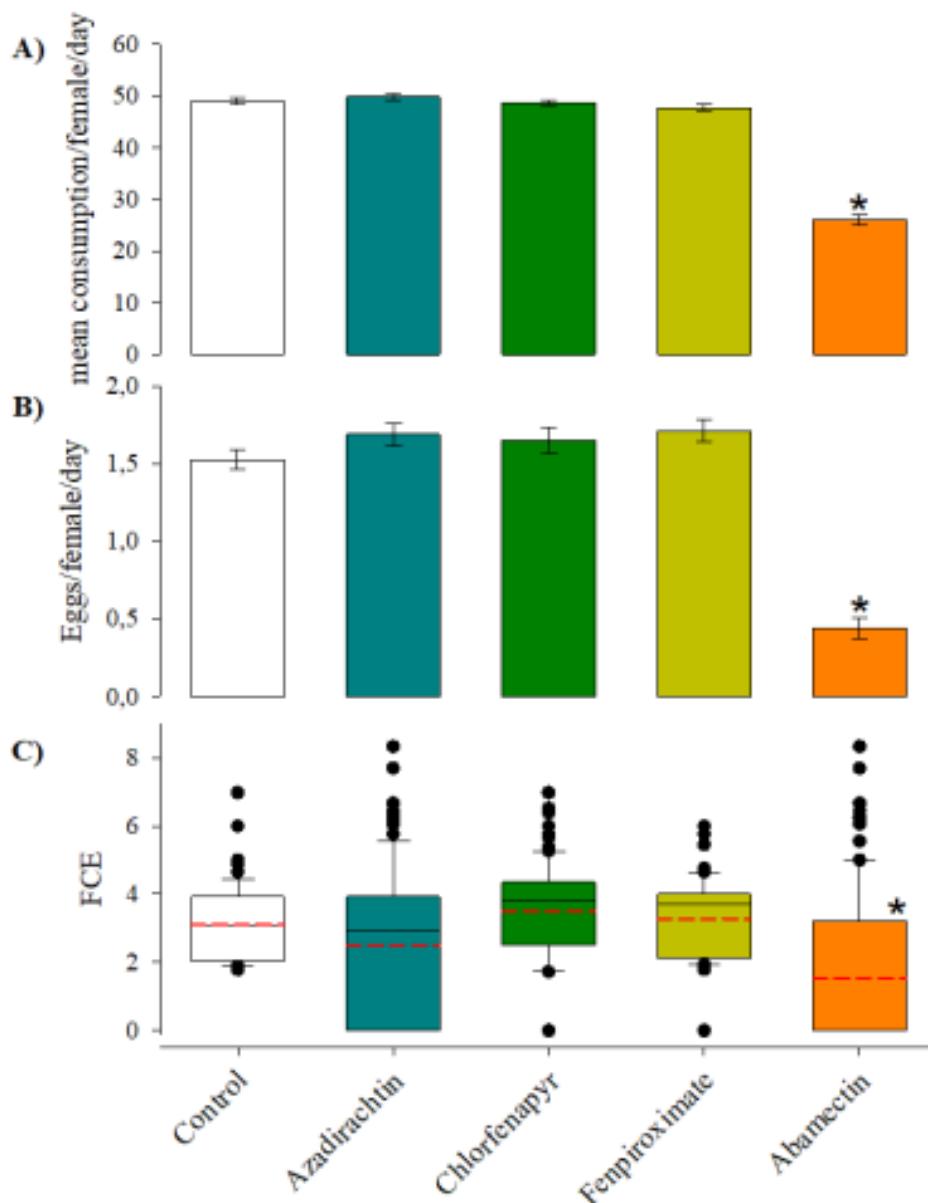 A)
mean consumption/female/day
60
50
40
30
20
10
0
*
B)
Eggs/female/day
2,0
1,5
1,0
0,5
0,0
*
C)
FCE
8
6
4
2
0
*
Control
Azadirachtin
Chlorfenapyr
Fenpiroximate
Abamectin